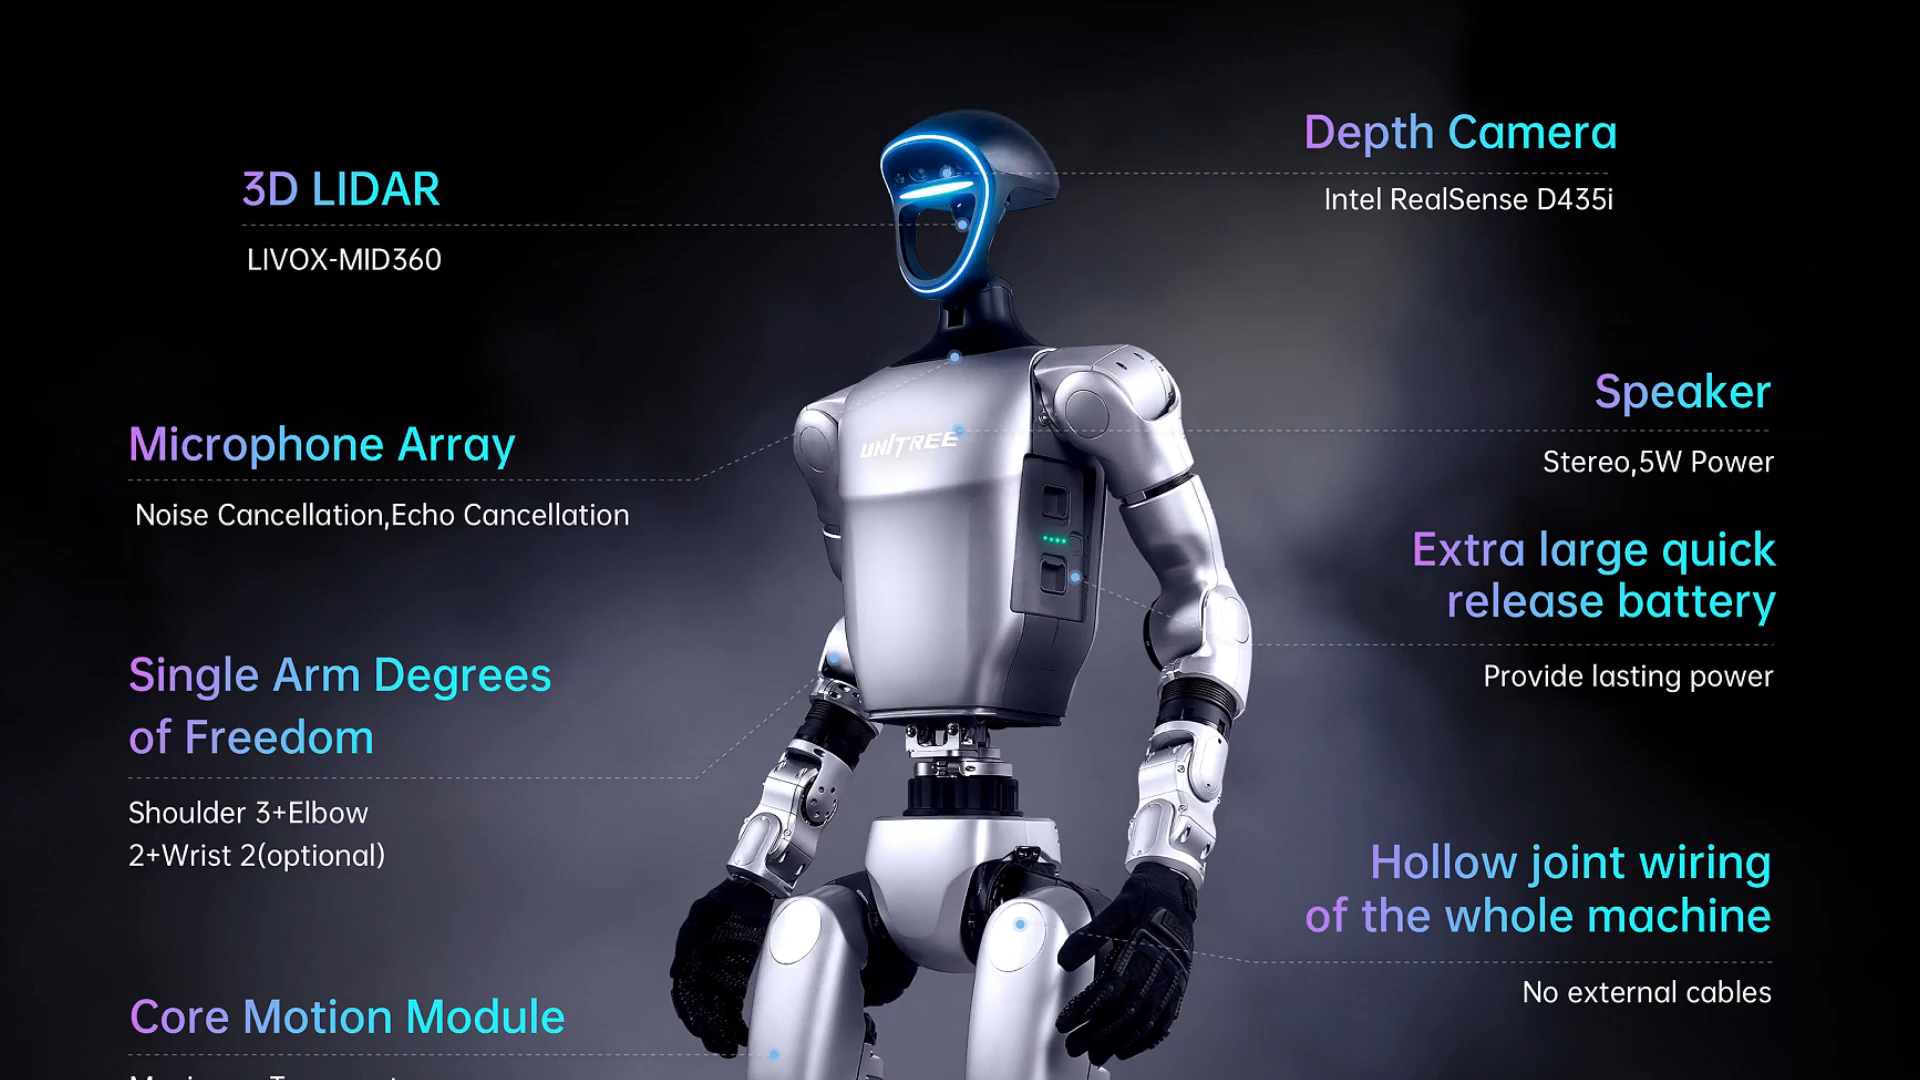 Depth Camera
Intel RealSense D435i
3D LIDAR
LIVOX-MID360
Speaker
Stereo,5W Power
Microphone Array
Noise Cancellation,Echo Cancellation
UNITREE
Extra large quick
release battery
Provide lasting power
Single Arm Degrees
of Freedom
Shoulder 3+Elbow
2+Wrist 2(optional)
Hollow joint wiring
of the whole machine
No external cables
Core Motion Module